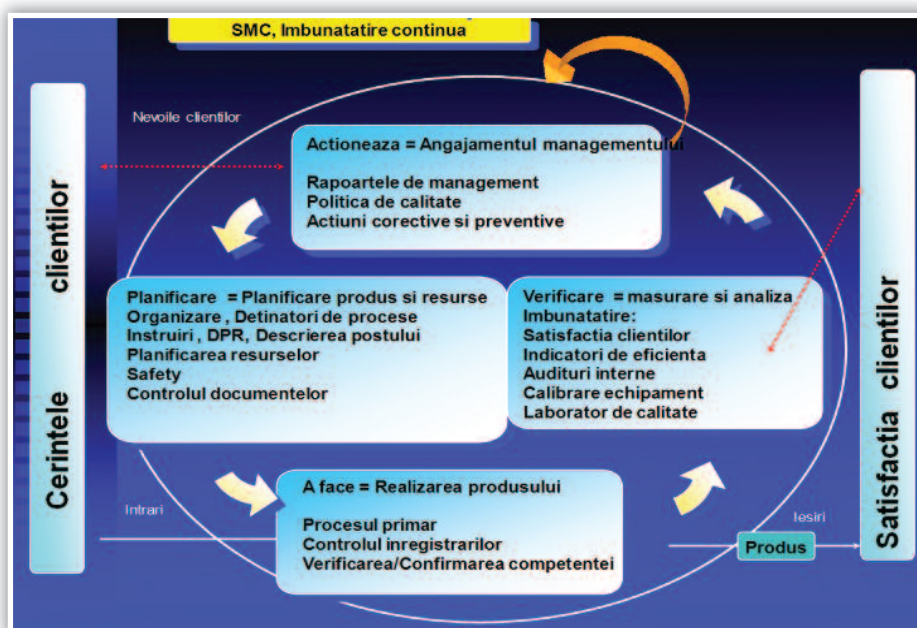 SMC, Imbunatatire continua
Cerintele clientilor
Nevoile clientilor
Actioneaza = Angajamentul managementului
Rapoartele de management
Politica de calitate
Actiuni corective si preventive
Planificare = Planificare produs si resurse
Organizare , Detinatori de procese
Instruiri , DPR, Descrierea postului
Planificarea resurselor
Safety
Controlul documentelor
Verificare = masurare si analiza
Imbunatatire:
Satisfactia clientilor
Indicatori de eficienta
Audituri interne
Calibrare echipament
Laborator de calitate
A face = Realizarea produsului
Procesul primar
Controlul inregistrarilor
Verificarea/Confirmarea competentei
Intrari
Iesiri
Produs
Satisfactia clientilor